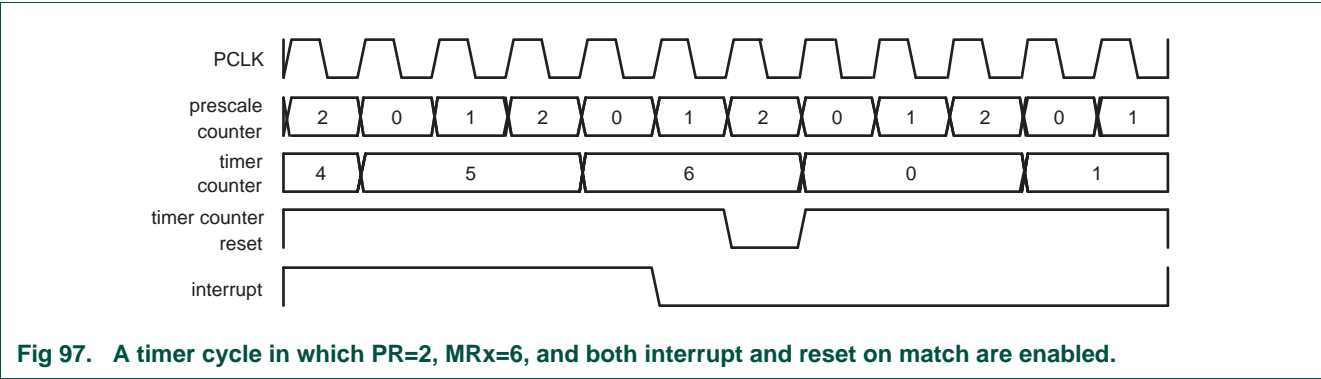 PCLK
prescale
counter
2 0 1 2 0 1 2 0 1 2 0 1
timer
counter
4 5 6 0 1
timer counter
reset
interrupt
Fig 97. A timer cycle in which PR=2, MRx=6, and both interrupt and reset on match are enabled.